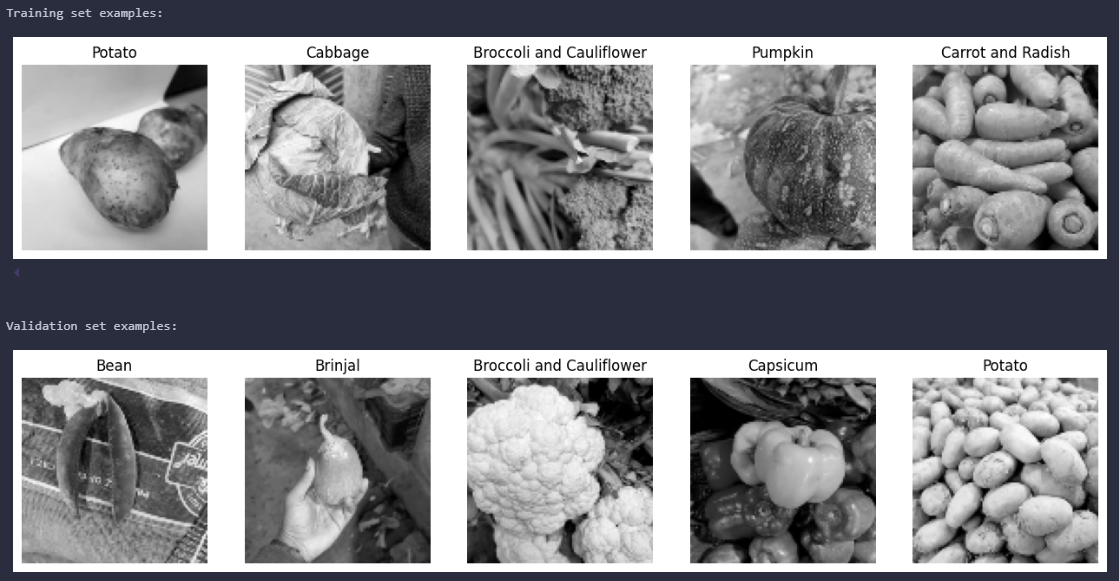 Training set examples:
Potato
Cabbage
Broccoli and Cauliflower
Pumpkin
Carrot and Radish
Validation set examples:
Bean
Brinjal
Broccoli and Cauliflower
Capsicum
Potato